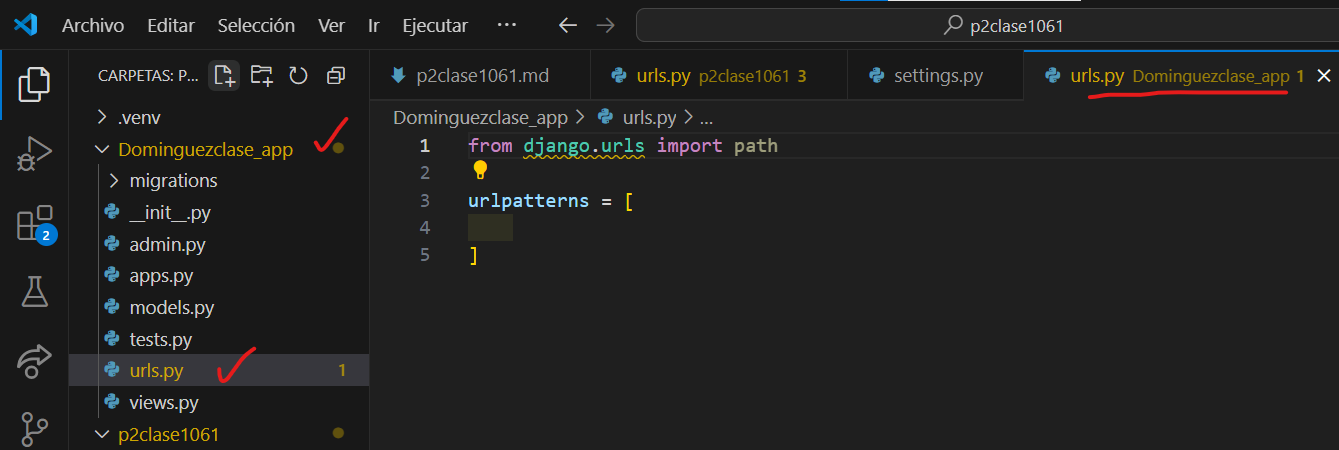 Archivo Editar Selección Ver Ir Ejecutar ··· p2clase1061
CARPETAS: P...
.venv
Dominguezclase_app
migrations
__init__.py
admin.py
apps.py
models.py
tests.py
urls.py 1
views.py
p2clase1061
2
p2clase1061.md urls.py p2clase1061 3 settings.py urls.py Dominguezclase_app 1
Dominguezclase_app > urls.py > ...
1 from django.urls import path
2
3 urlpatterns = [
4
5 ]